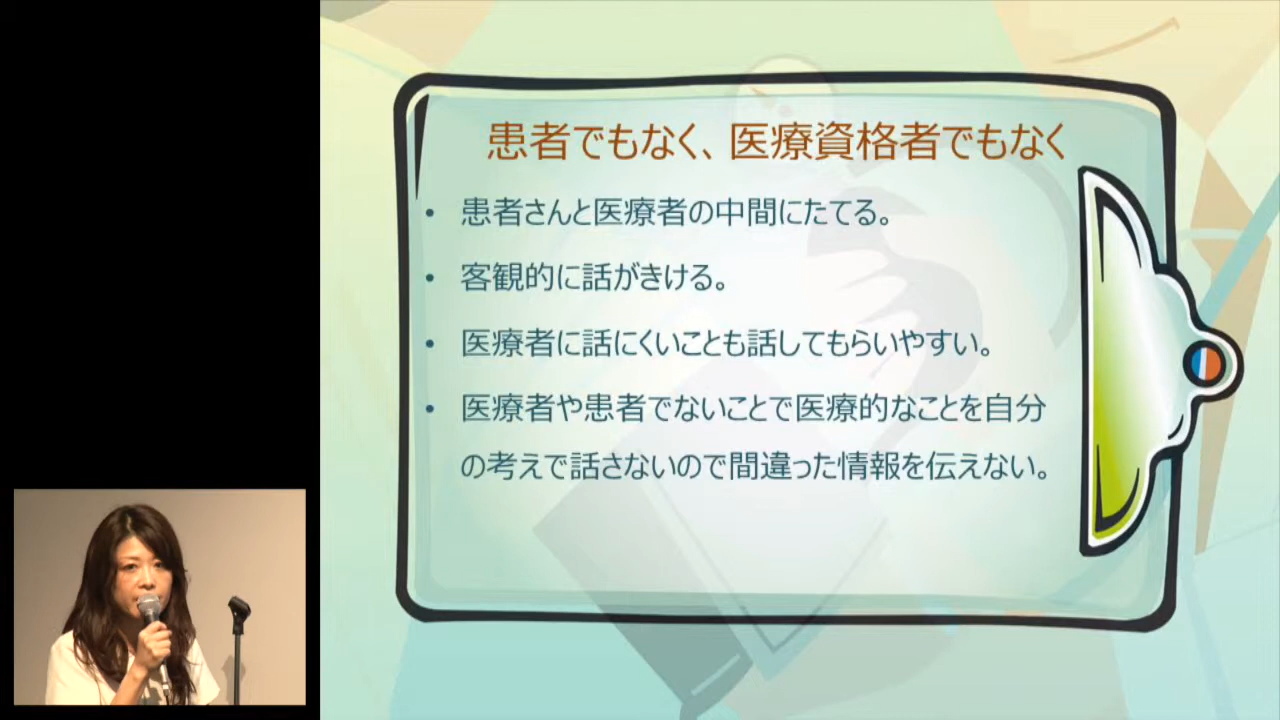 患者でもなく、医療資格者でもなく
• 患者さんと医療者の中間にたてる。
• 客観的に話がきける。
• 医療者に話にくいことも話してもらいやすい。
• 医療者や患者でないことで医療的なことを自分
の考えで話さないので間違った情報を伝えない。